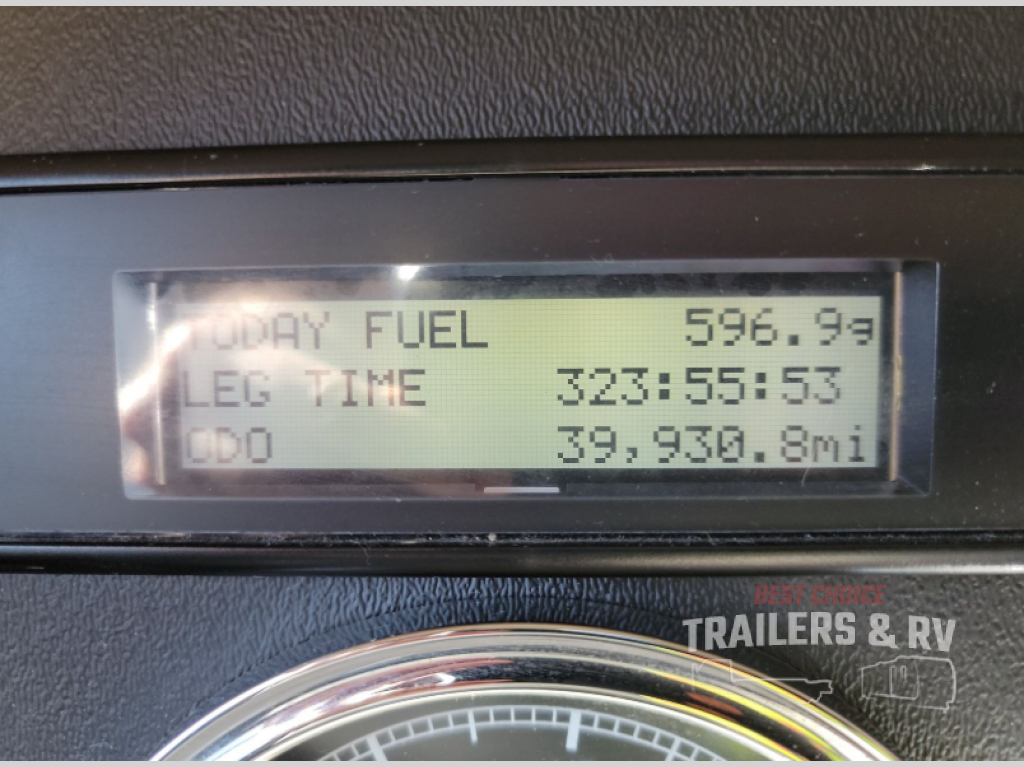 TODAY FUEL 596.9g
LEG TIME 323:55:53
ODO 39,930.8mi
BEST CHOICE
TRAILERS & RV